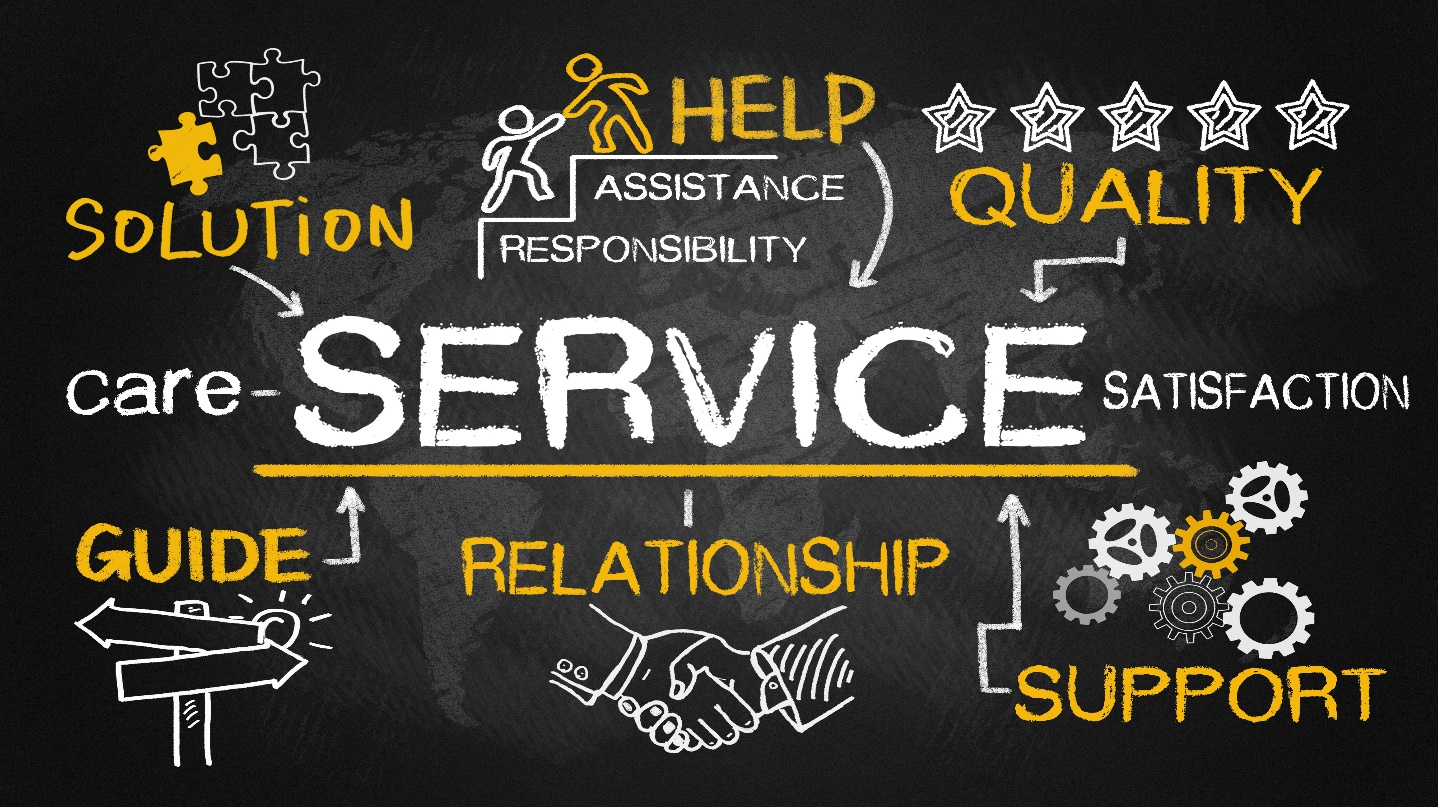 HELP
QUALITY
ASSISTANCE
SOLUTiON
RESPONSIBILITY
care-
SERVICE
SATISFACTION
GUIDE
RELATIONSHIP
SUPPORT